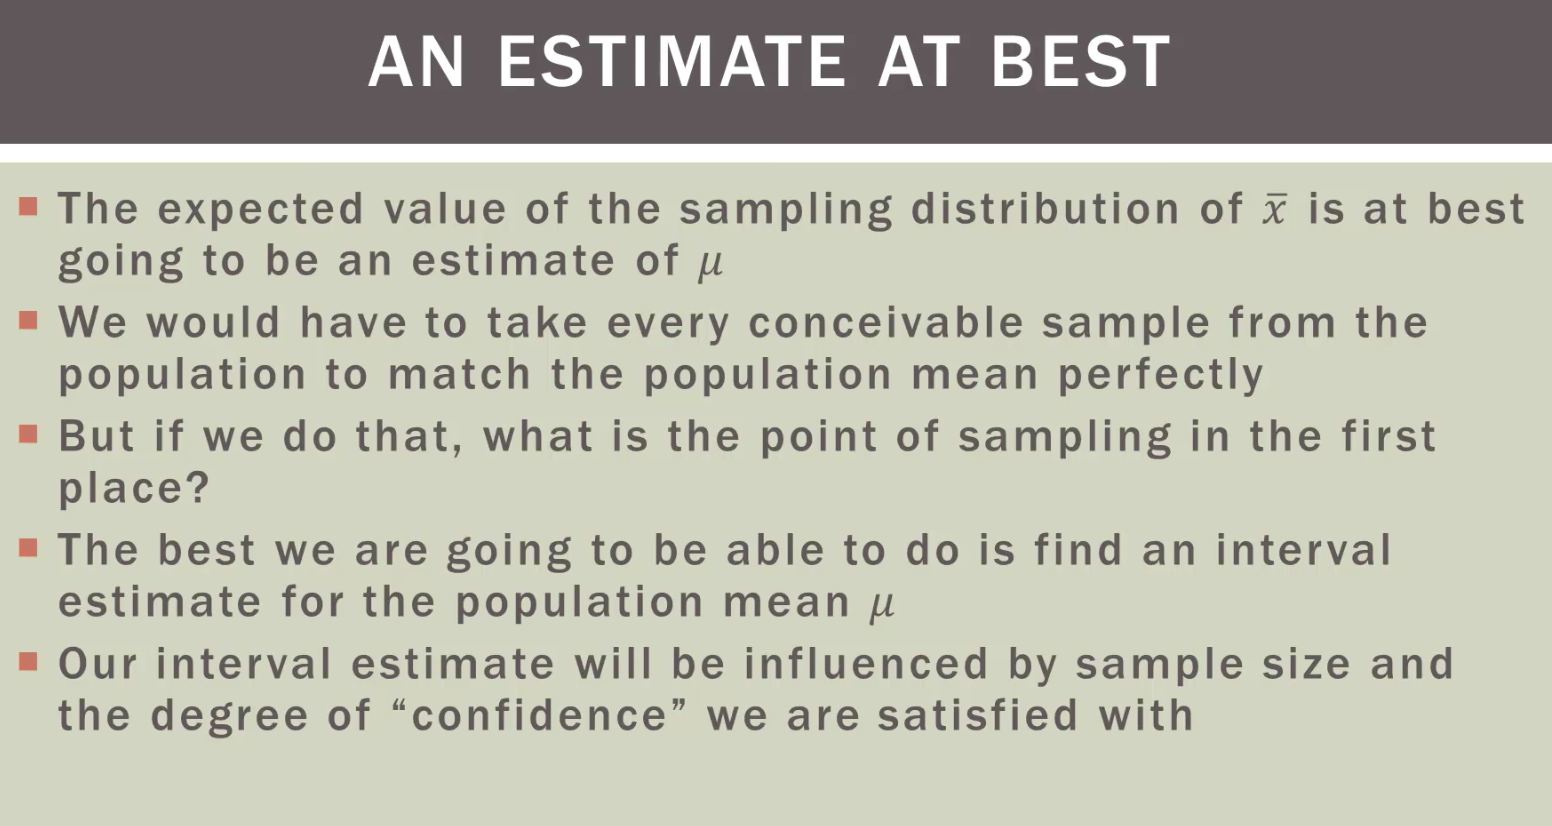 AN ESTIMATE AT BEST
▪ The expected value of the sampling distribution of x̅ is at best
going to be an estimate of μ
▪ We would have to take every conceivable sample from the
population to match the population mean perfectly
▪ But if we do that, what is the point of sampling in the first
place?
▪ The best we are going to be able to do is find an interval
estimate for the population mean μ
▪ Our interval estimate will be influenced by sample size and
the degree of “confidence” we are satisfied with